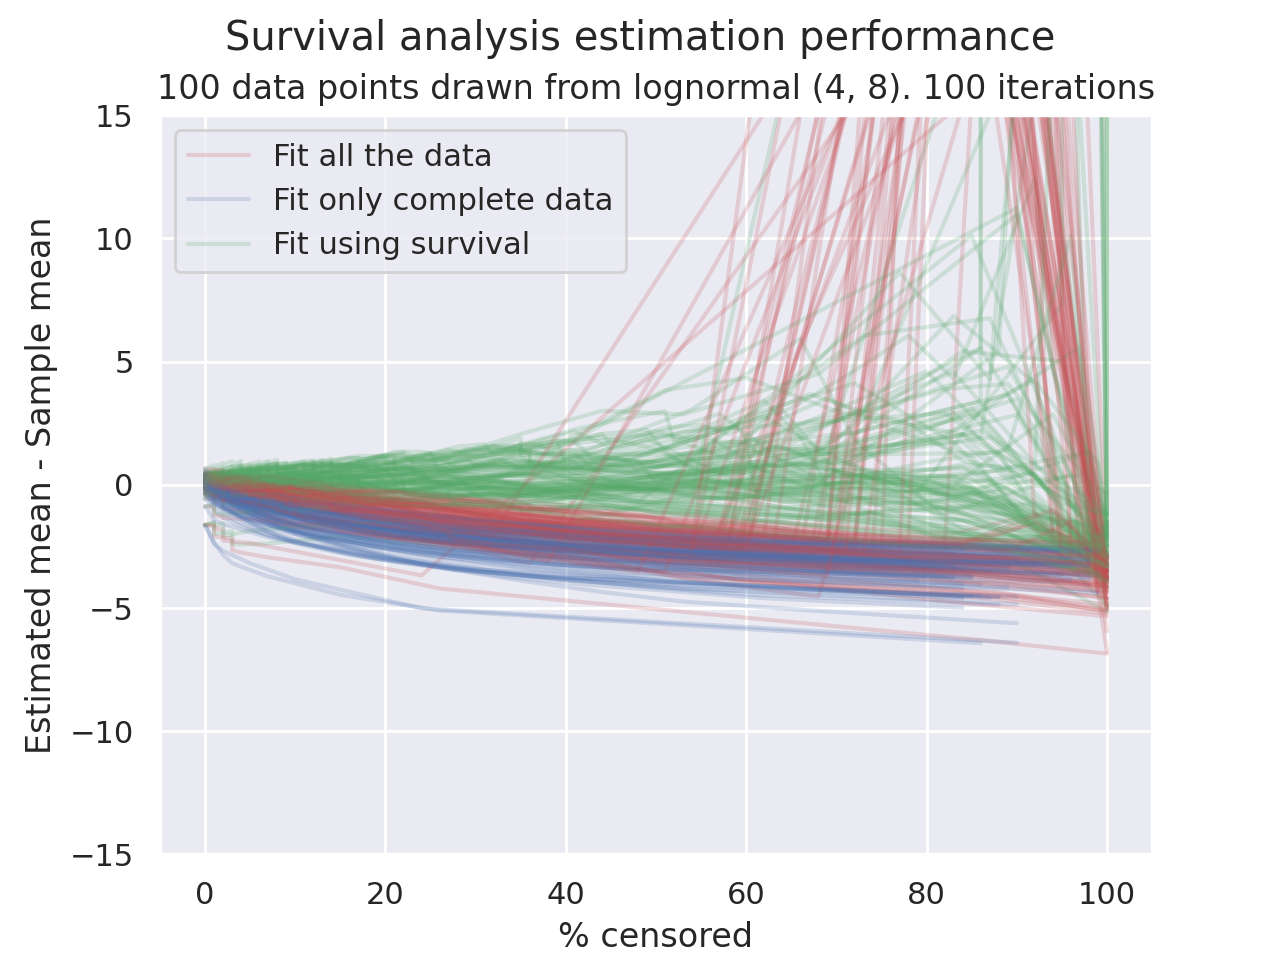 Survival analysis estimation performance
100 data points drawn from lognormal (4, 8). 100 iterations
Fit all the data
Fit only complete data
Fit using survival
15
10
5
0
−5
−10
−15
Estimated mean - Sample mean
0 20 40 60 80 100
% censored